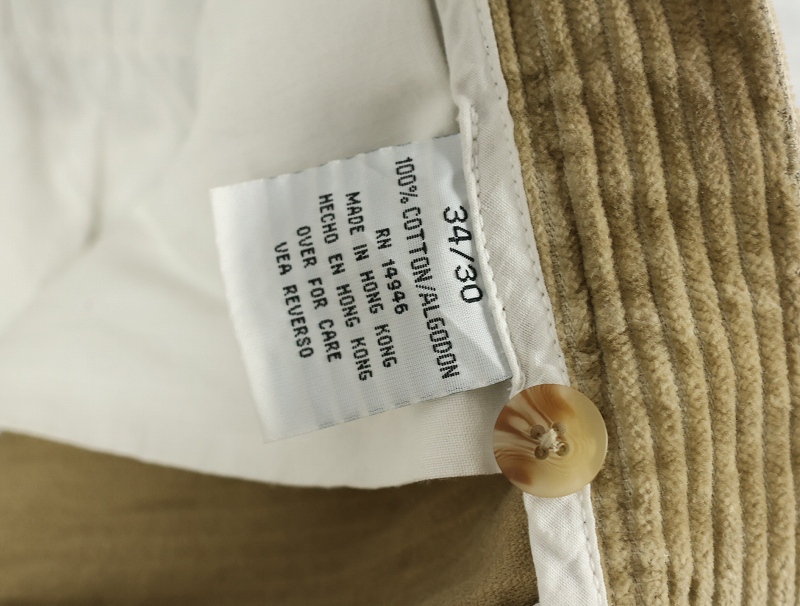 34/30
100% COTTON/ALGODON
RN 14946
MADE IN HONG KONG
HECHO EN HONG KONG
OVER FOR CARE
VEA REVERSO